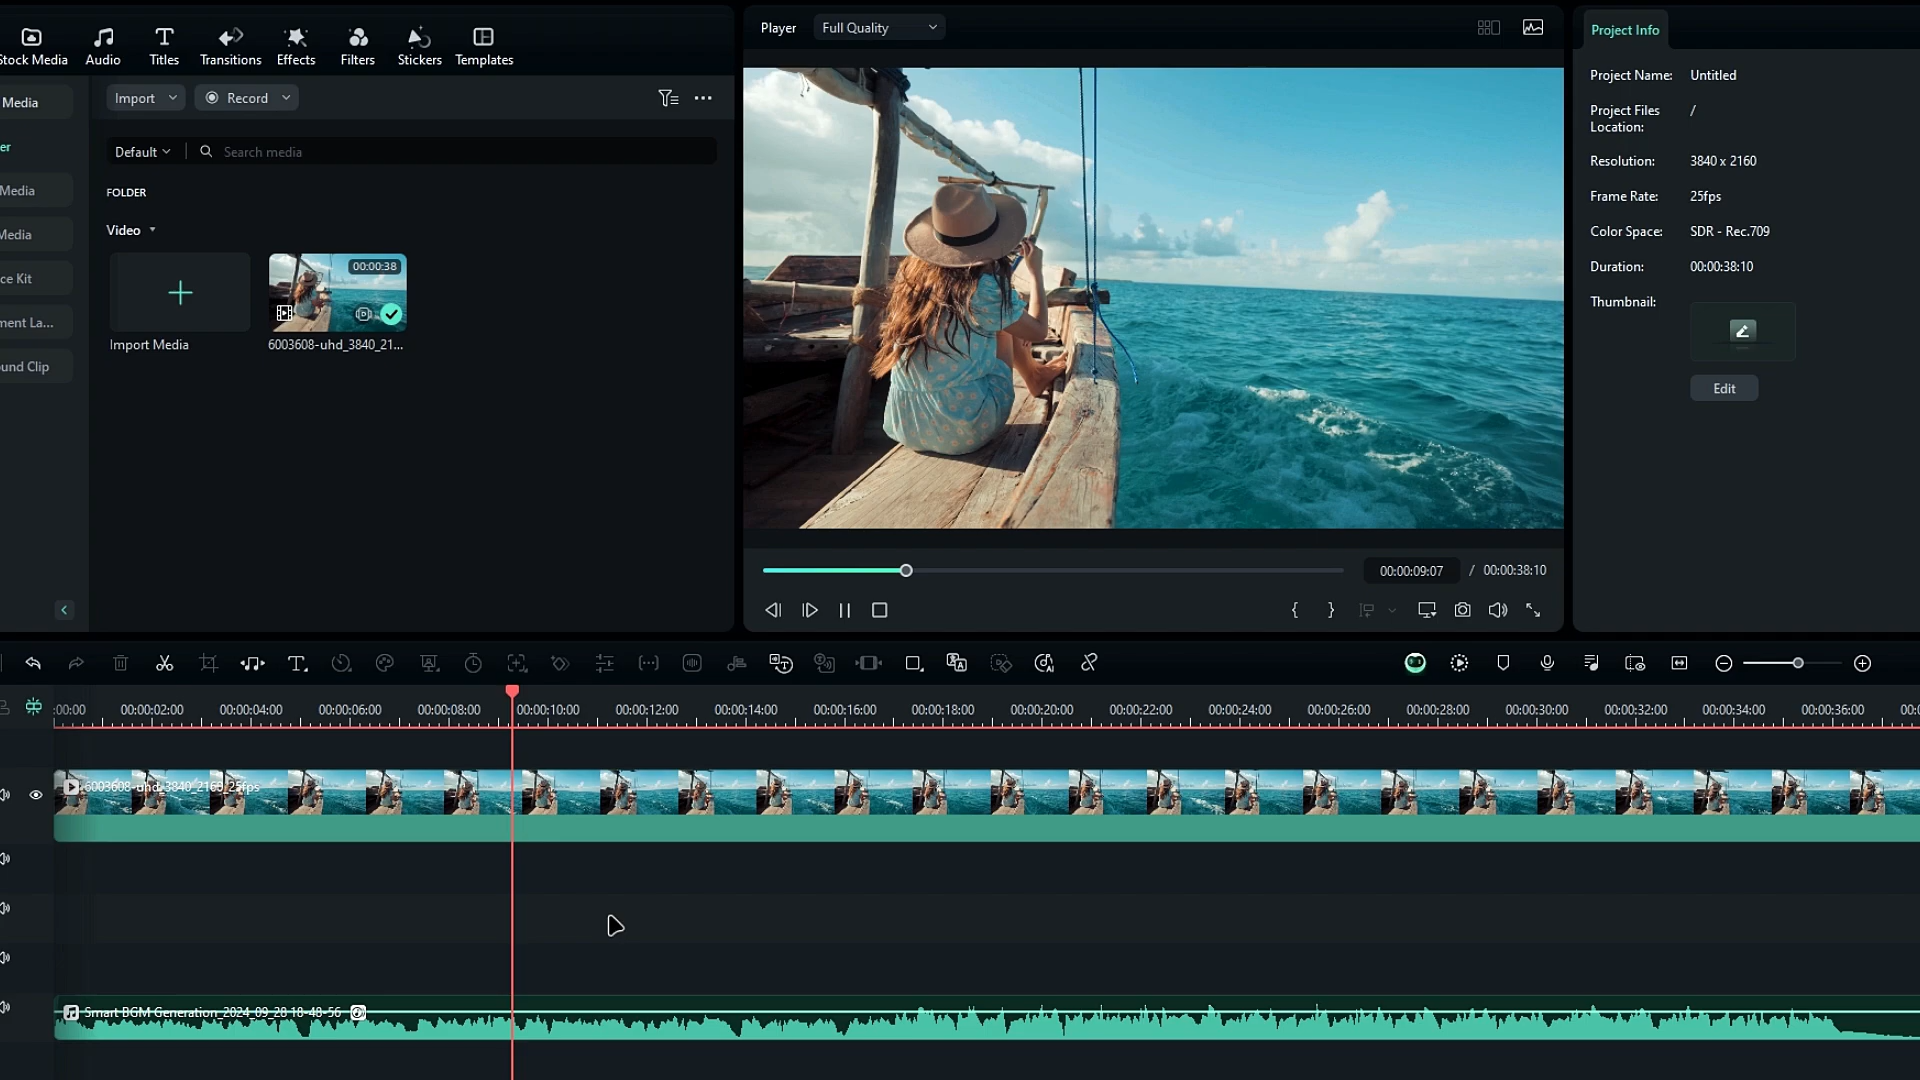 Stock Media
Audio
Titles
Transitions
Effects
Filters
Stickers
Templates
Player
Full Quality
Project Info
Media
er
Media
Media
ce Kit
ment La...
und Clip
Import
Record
Default
Search media
FOLDER
Video
00:00:38
Import Media
6003608-uhd_3840_21...
Project Name: Untitled
Project Files
Location: /
Resolution: 3840 x 2160
Frame Rate: 25fps
Color Space: SDR - Rec.709
Duration: 00:00:38:10
Thumbnail:
Edit
00:00:09:07 / 00:00:38:10
:00:00 00:00:02:00 00:00:04:00 00:00:06:00 00:00:08:00 00:00:10:00 00:00:12:00 00:00:14:00 00:00:16:00 00:00:18:00 00:00:20:00 00:00:22:00 00:00:24:00 00:00:26:00 00:00:28:00 00:00:30:00 00:00:32:00 00:00:34:00 00:00:36:00 00:0
6003608-uhd_3840_2160_25fps
Smart BGM Generation_2024_09_28 18-48-56